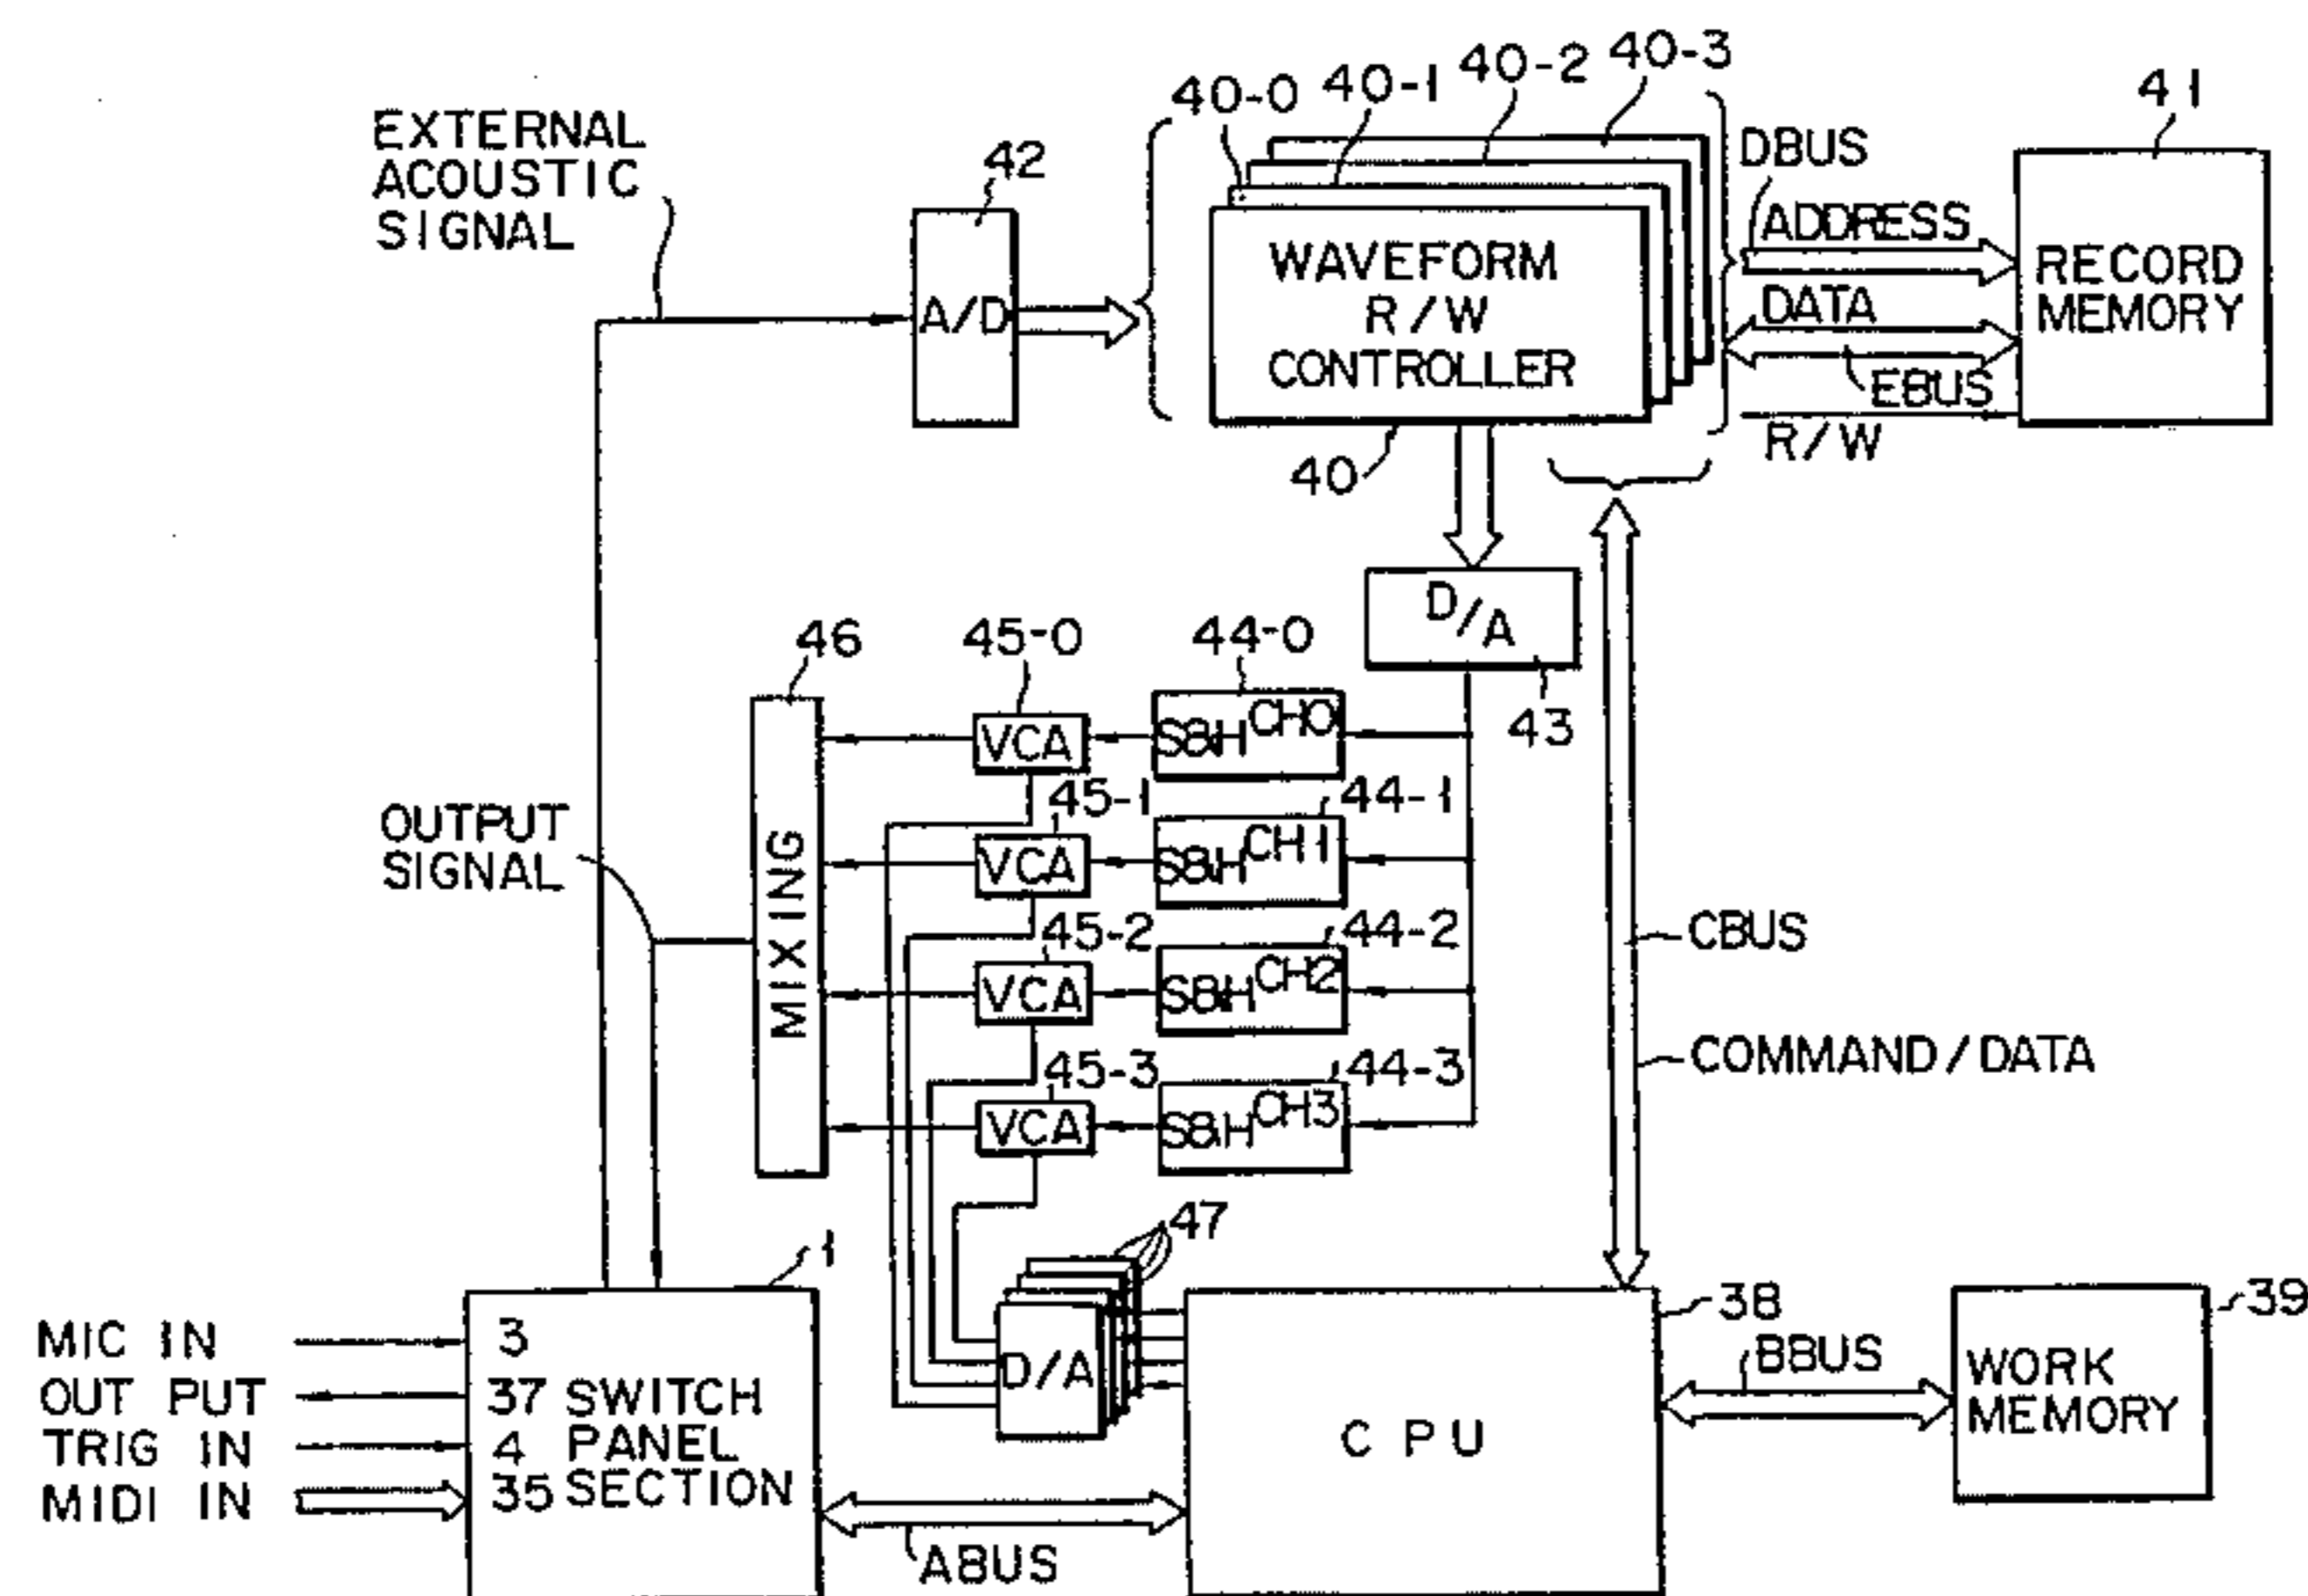 40-0 40-1 40-2 40-3
41
EXTERNAL
ACOUSTIC
SIGNAL
42
A/D
WAVEFORM
R/W
CONTROLLER
40
DBUS
ADDRESS
DATA
EBUS
R/W
RECORD
MEMORY
D/A
43
46
45-0
44-0
VCA
S&H CH0
45-1
44-1
VCA
S&H CH1
OUTPUT
SIGNAL
MIXING
45-2
44-2
VCA
S&H CH2
45-3
44-3
VCA
S&H CH3
CBUS
COMMAND/DATA
47
1
38
39
MIC IN
OUT PUT
TRIG IN
MIDI IN
3
37 SWITCH
4 PANEL
35 SECTION
D/A
CPU
BBUS
WORK
MEMORY
ABUS